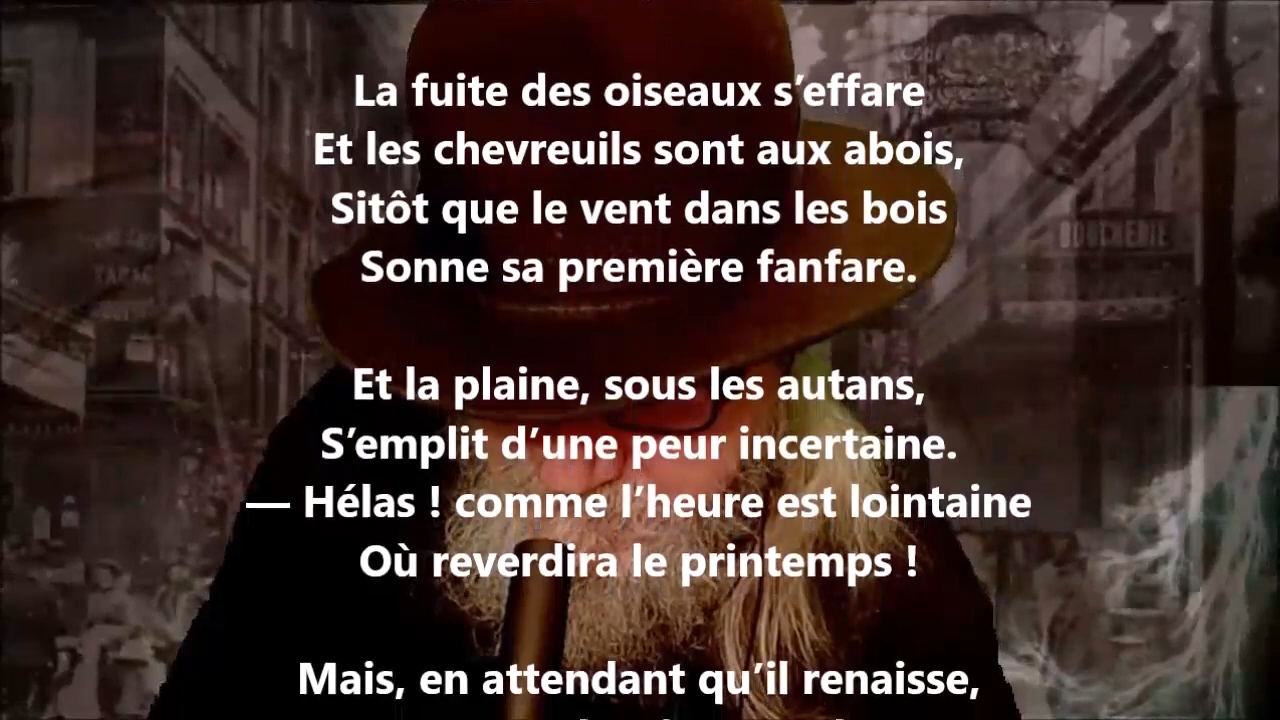 La fuite des oiseaux s’effare
Et les chevreuils sont aux abois,
Sitôt que le vent dans les bois
Sonne sa première fanfare.
Et la plaine, sous les autans,
S’emplit d’une peur incertaine.
— Hélas ! comme l’heure est lointaine
Où reverdira le printemps !
Mais, en attendant qu’il renaisse,
BOUCHERIE